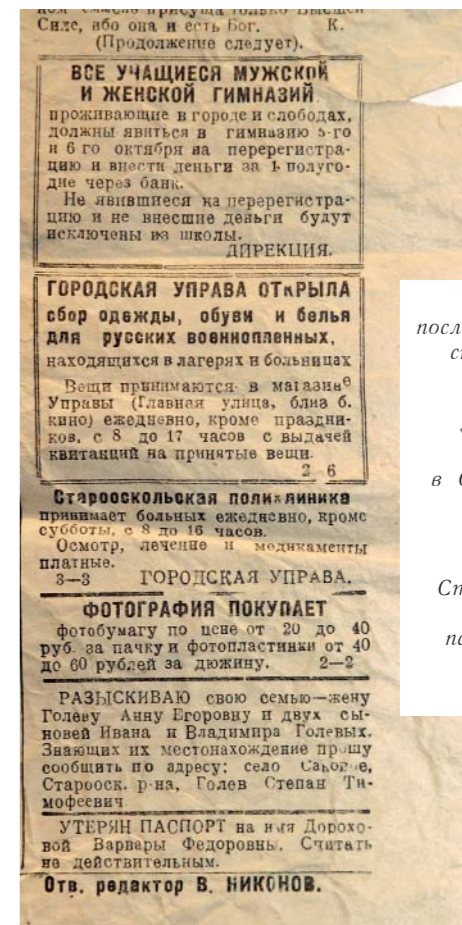 Силе, ибо она и есть Бог. К.
(Продолжение следует).
ВСЕ УЧАЩИЕСЯ МУЖСКОЙ
И ЖЕНСКОЙ ГИМНАЗИЙ
проживающие в городе и слободах,
должны явиться в гимназию 5-го
и 6 го октября на перерегистра-
цию и внести деньги за 1 полуго-
дие через банк.
Не явившиеся на перерегистра-
цию и не внесшие деньги будут
исключены из школы.
ДИРЕКЦИЯ.
ГОРОДСКАЯ УПРАВА ОТКРЫЛА
сбор одежды, обуви и белья
для русских военнопленных,
находящихся в лагерях и больницах
Вещи принимаются в магазине
Управы (Главная улица, близ б.
кино) ежедневно, кроме праздни-
ков, с 8 до 17 часов с выдачей
квитанций на принятые вещи.
2 6
Старооскольская поликлиника
принимает больных ежедневно, кроме
субботы, с 8 до 16 часов.
Осмотр, лечение и медикаменты
платные.
3—3 ГОРОДСКАЯ УПРАВА.
ФОТОГРАФИЯ ПОКУПАЕТ
фотобумагу по цене от 20 до 40
руб. за пачку и фотопластинки от 40
до 60 рублей за дюжину. 2—2
РАЗЫСКИВАЮ свою семью—жену
Голеву Анну Егоровну и двух сы-
новей Ивана и Владимира Голевых.
Знающих их местонахождение прошу
сообщить по адресу: село
Старооск. р-на, Голев Степан Ти-
мофеевич
УТЕРЯН ПАСПОРТ на имя Дорохо-
вой Варвары Федоровны. Считать
не действительным.
Отв. редактор В. НИКОНОВ.
посл
в
Ст
па